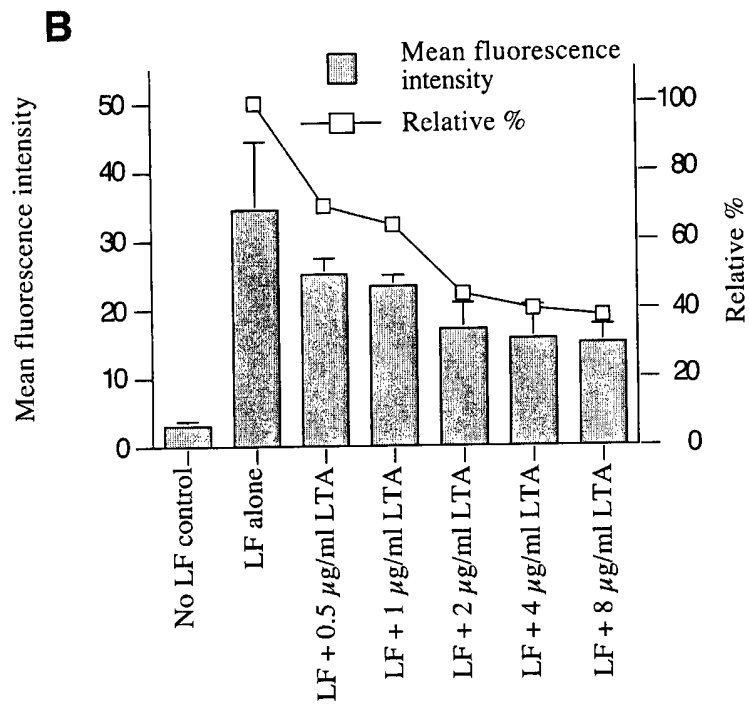 B
Mean fluorescence
intensity
Relative %
Mean fluorescence intensity
50
40
30
20
10
0
100
80
60
40
20
0
Relative %
No LF control
LF alone
LF + 0.5 µg/ml LTA
LF + 1 µg/ml LTA
LF + 2 µg/ml LTA
LF + 4 µg/ml LTA
LF + 8 µg/ml LTA